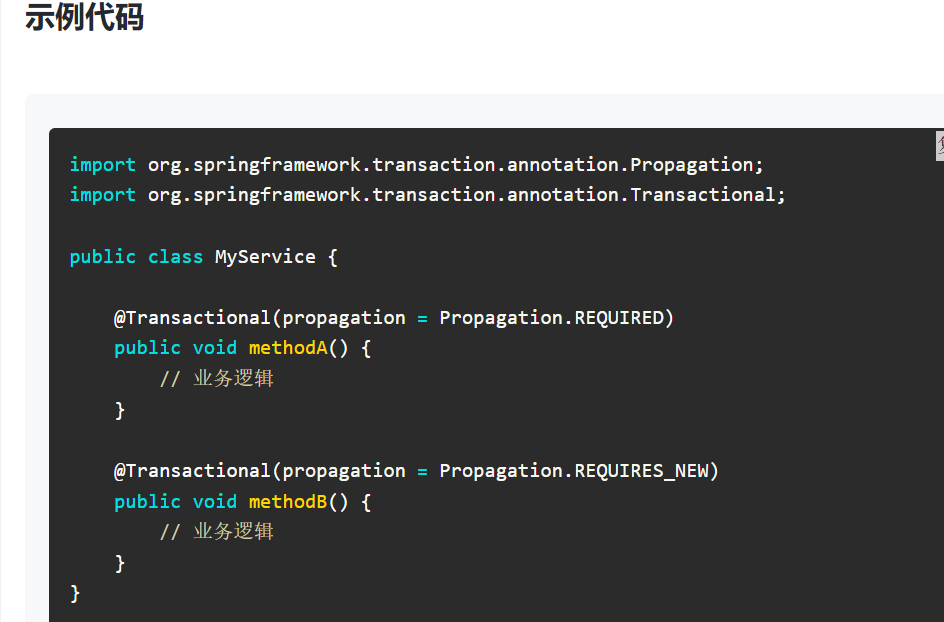 示例代码
import org.springframework.transaction.annotation.Propagation;
import org.springframework.transaction.annotation.Transactional;
public class MyService {
@Transactional(propagation = Propagation.REQUIRED)
public void methodA() {
// 业务逻辑
}
@Transactional(propagation = Propagation.REQUIRES_NEW)
public void methodB() {
// 业务逻辑
}
}